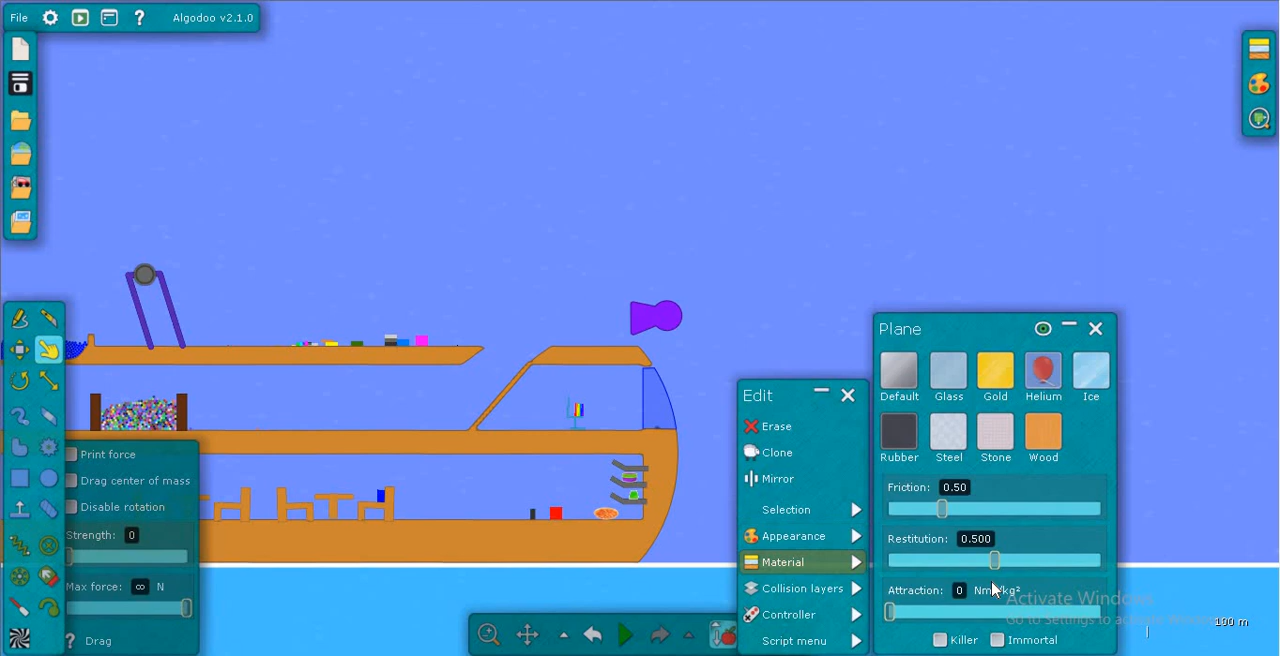 File
? Algodoo v2.1.0
Plane
Default Glass Gold Helium Ice
Rubber Steel Stone Wood
Friction: 0.50
Restitution: 0.500
Attraction: 0
Killer Immortal
Edit
Erase
Clone
Mirror
Selection
Appearance
Material
Collision layers
Controller
Script menu
Print force
Drag center of mass
Disable rotation
Strength: 0
Max force: ∞ N
? Drag
Activate Windows
Go to Settings to activate